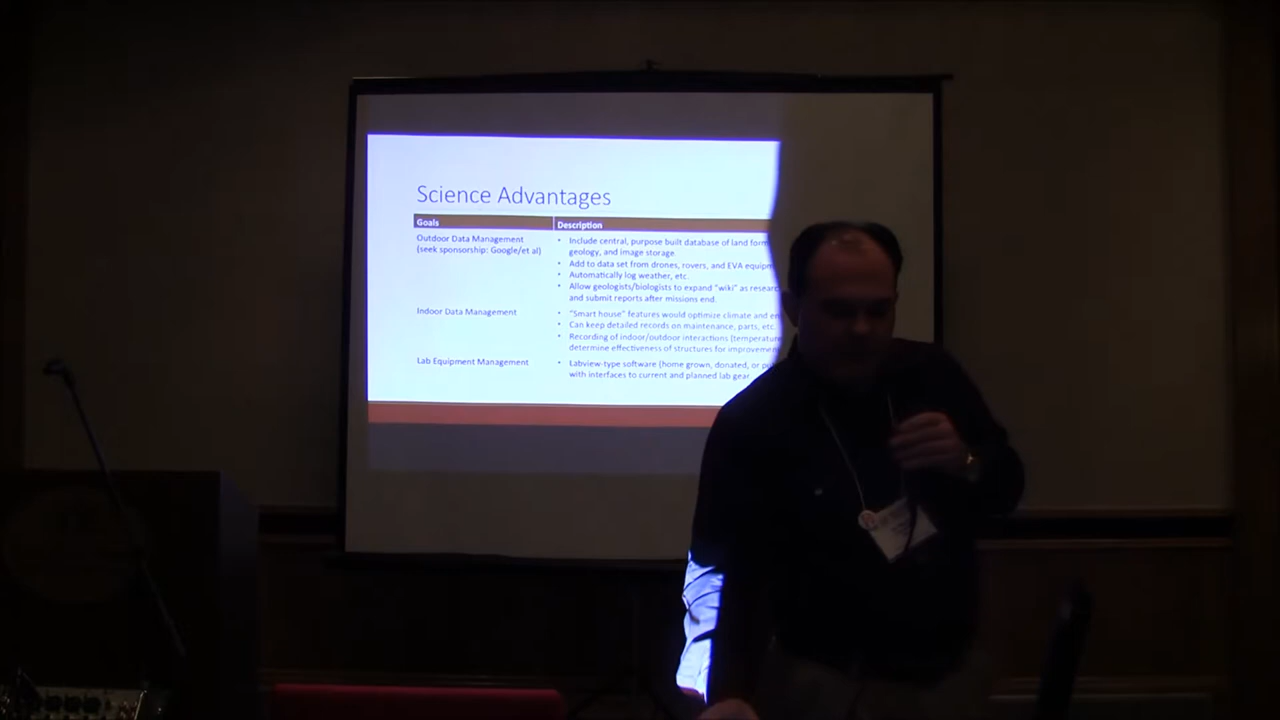 Science Advantages
Goals
Description
Outdoor Data Management
(seek sponsorship: Google/et al)
• Include central, purpose built database of land form
geology, and image storage
• Add to data set from drones, rovers, and EVA equipm
• Automatically log weather, etc.
• Allow geologists/biologists to expand "wiki" as resear
and submit reports after missions end.
Indoor Data Management
• "Smart house" features would optimize climate and en
• Can keep detailed records on maintenance, parts, etc.
• Recording of indoor/outdoor interactions (temperature
determine effectiveness of structures for improvemen
Lab Equipment Management
• Labview-type software (home grown, donated, or
with interfaces to current and planned lab gear.